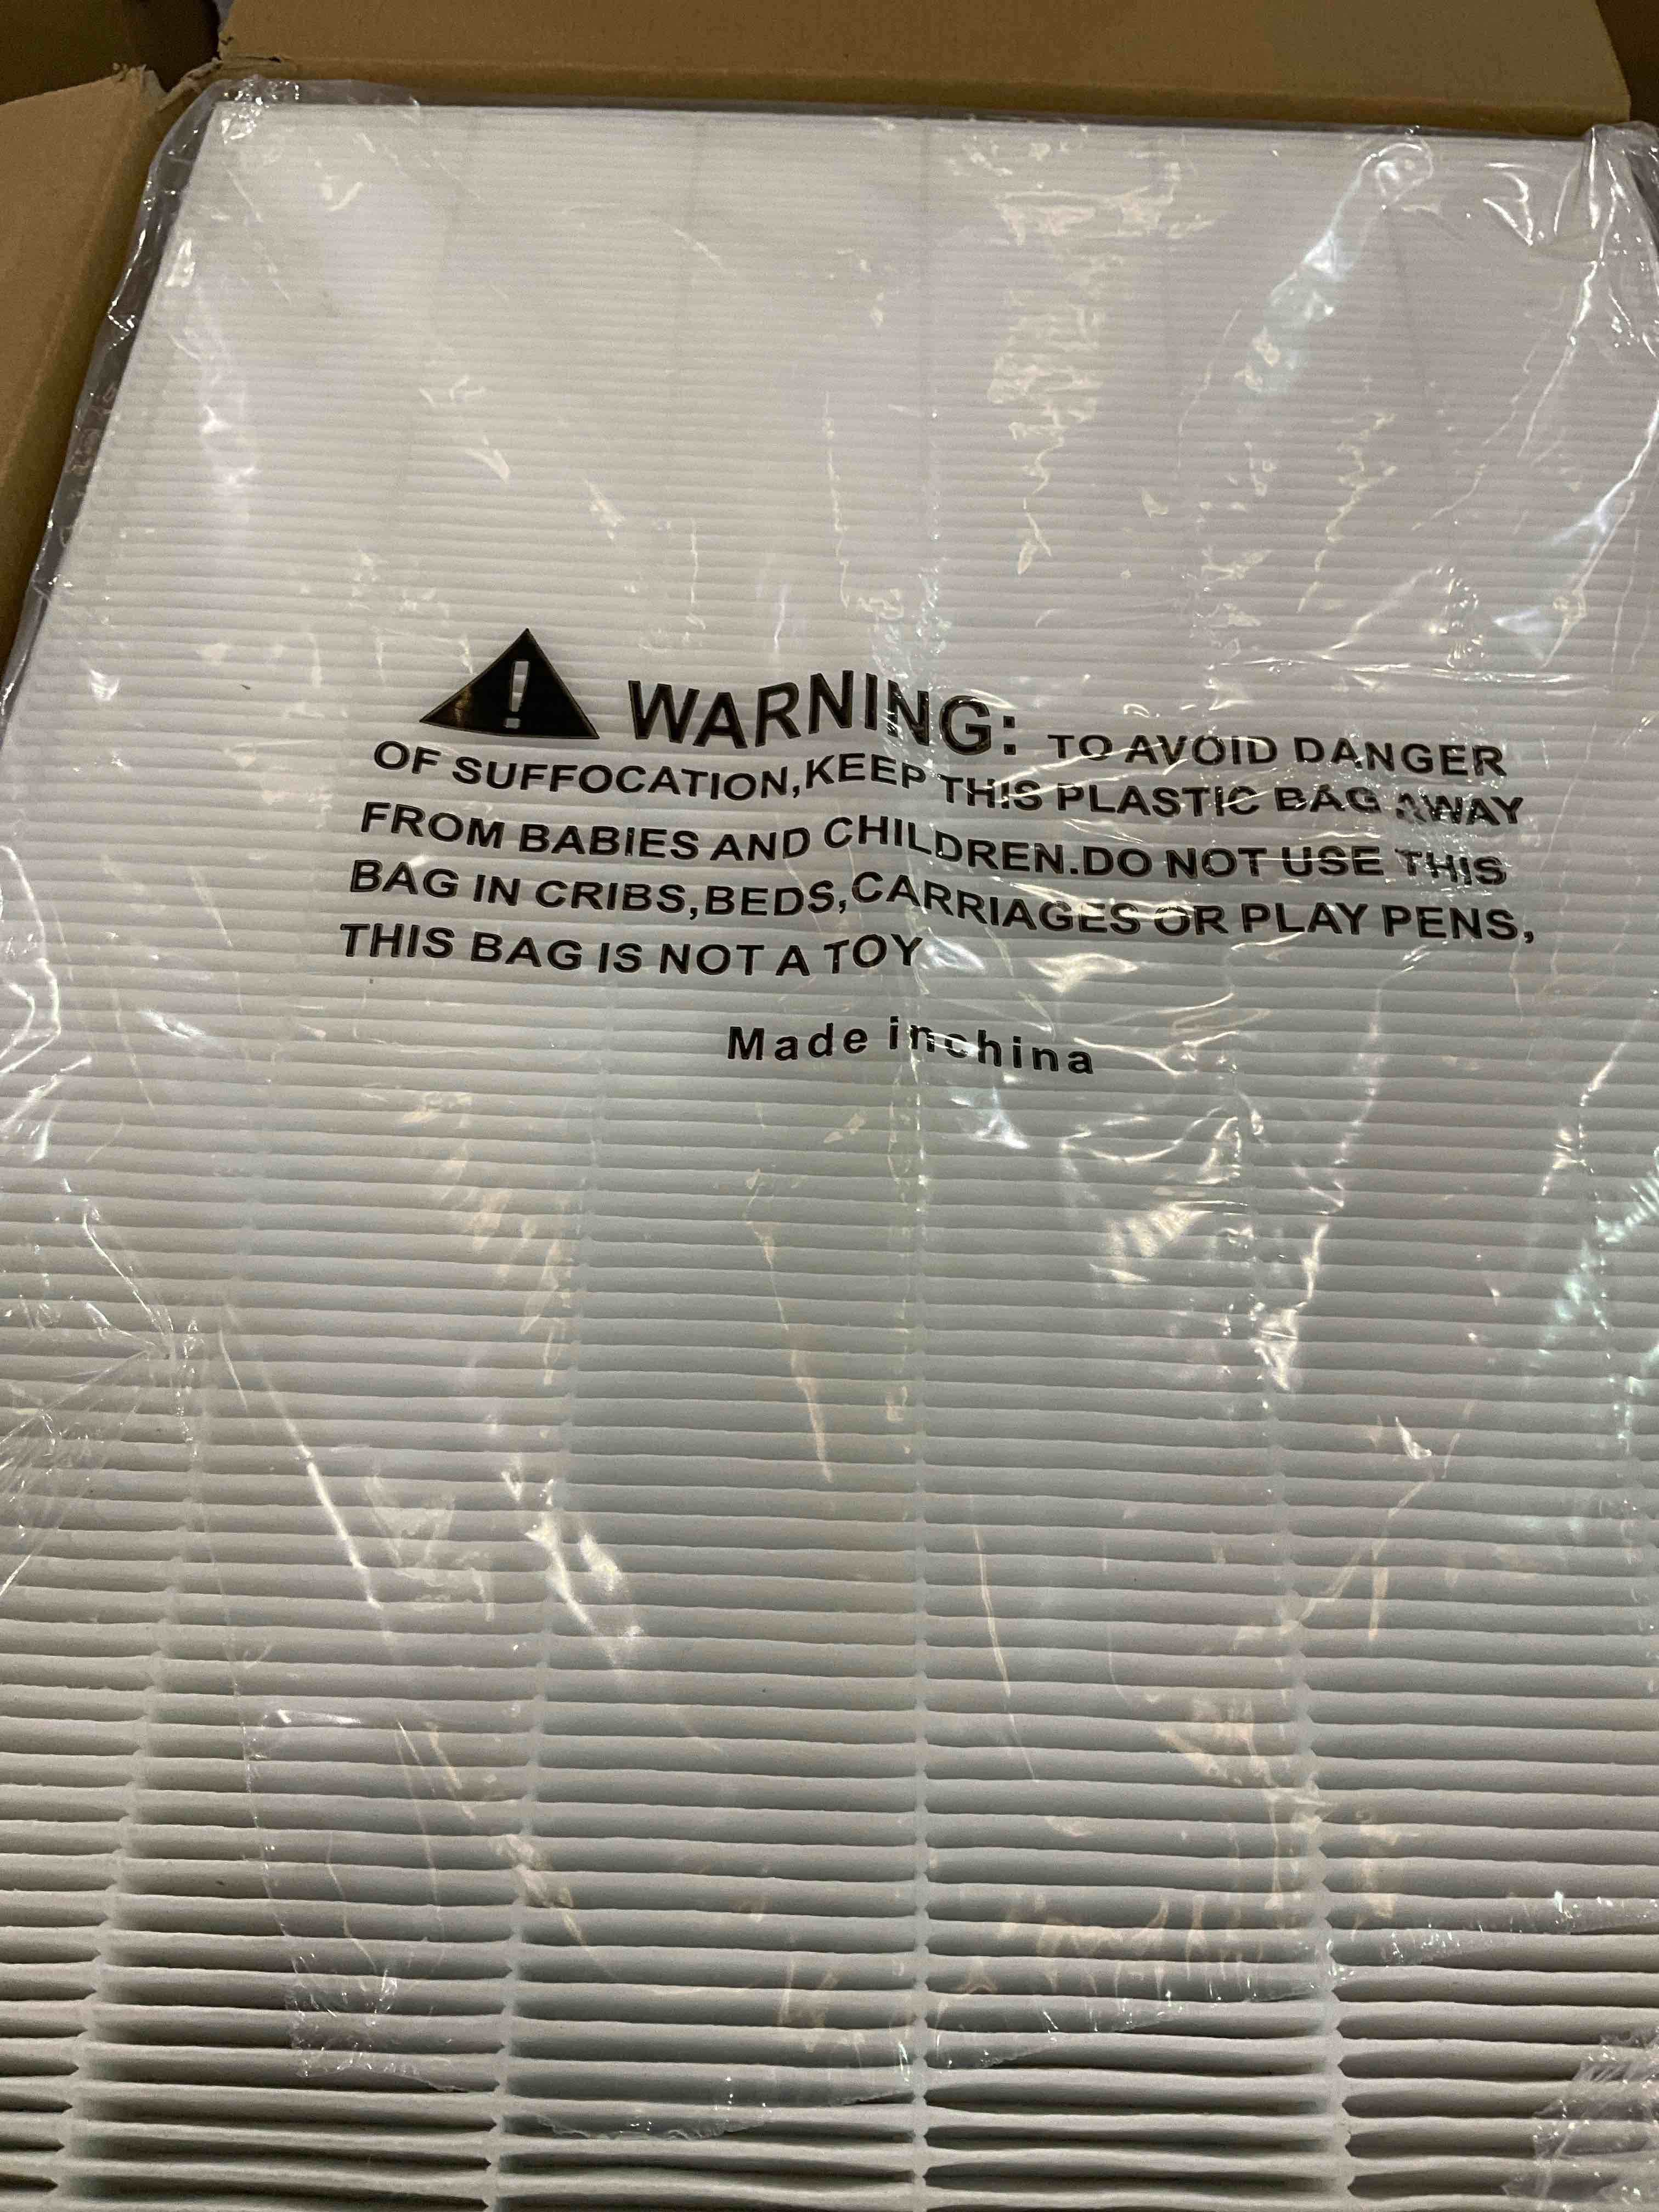 WARNING: TO AVOID DANGER
OF SUFFOCATION,KEEP THIS PLASTIC BAG AWAY
FROM BABIES AND CHILDREN.DO NOT USE THIS
BAG IN CRIBS,BEDS,CARRIAGES OR PLAY PENS,
THIS BAG IS NOT A TOY
Made inchina